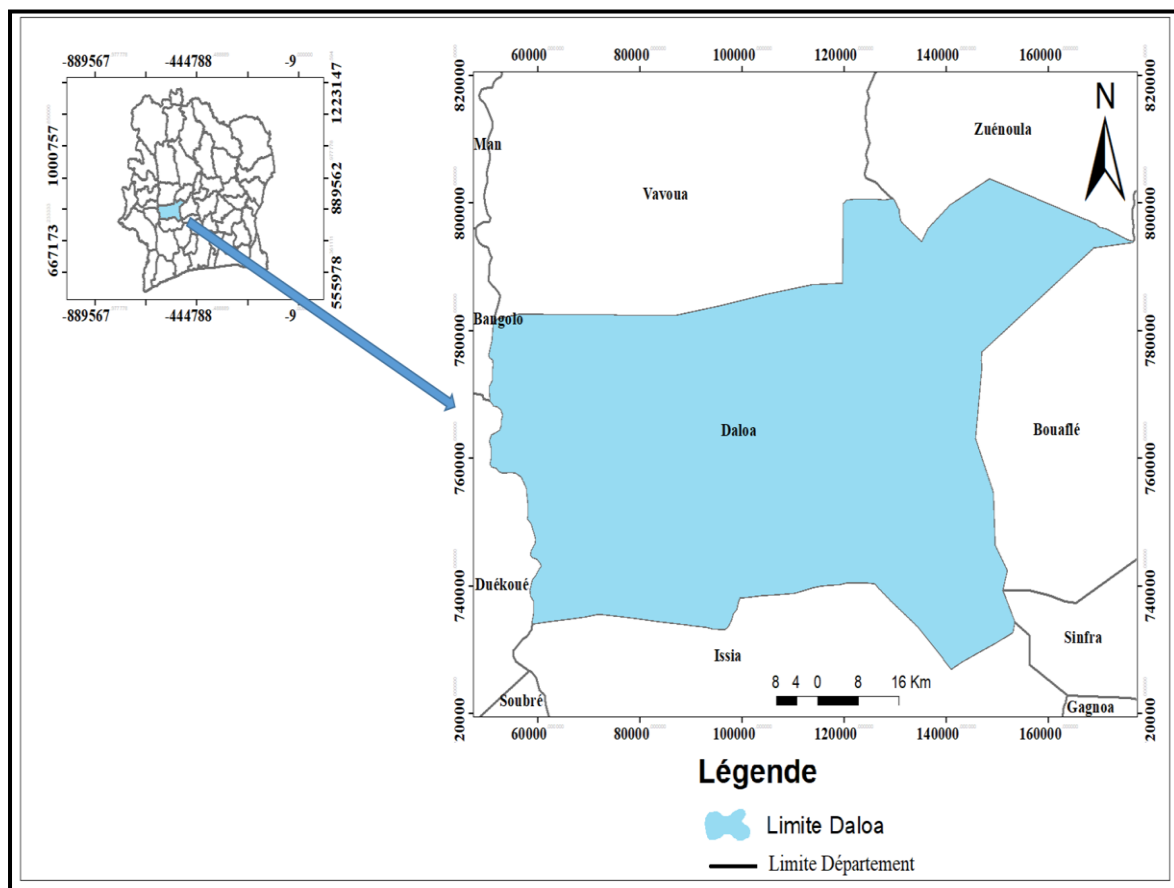 -889567 -444788 -9
1000757
667173
1223147
889562
555978
-889567 -444788 -9
60000 80000 100000 120000 140000 160000
820000
800000
780000
760000
740000
20000
820000
800000
780000
760000
740000
20000
N
Man
Zuénoula
Vavoua
Bangolo
Daloa
Bouaflé
Duékoué
Sinfra
Issia
8 4 0 8 16 Km
Soubré
Gagnoa
60000 80000 100000 120000 140000 160000
Légende
Limite Daloa
Limite Département